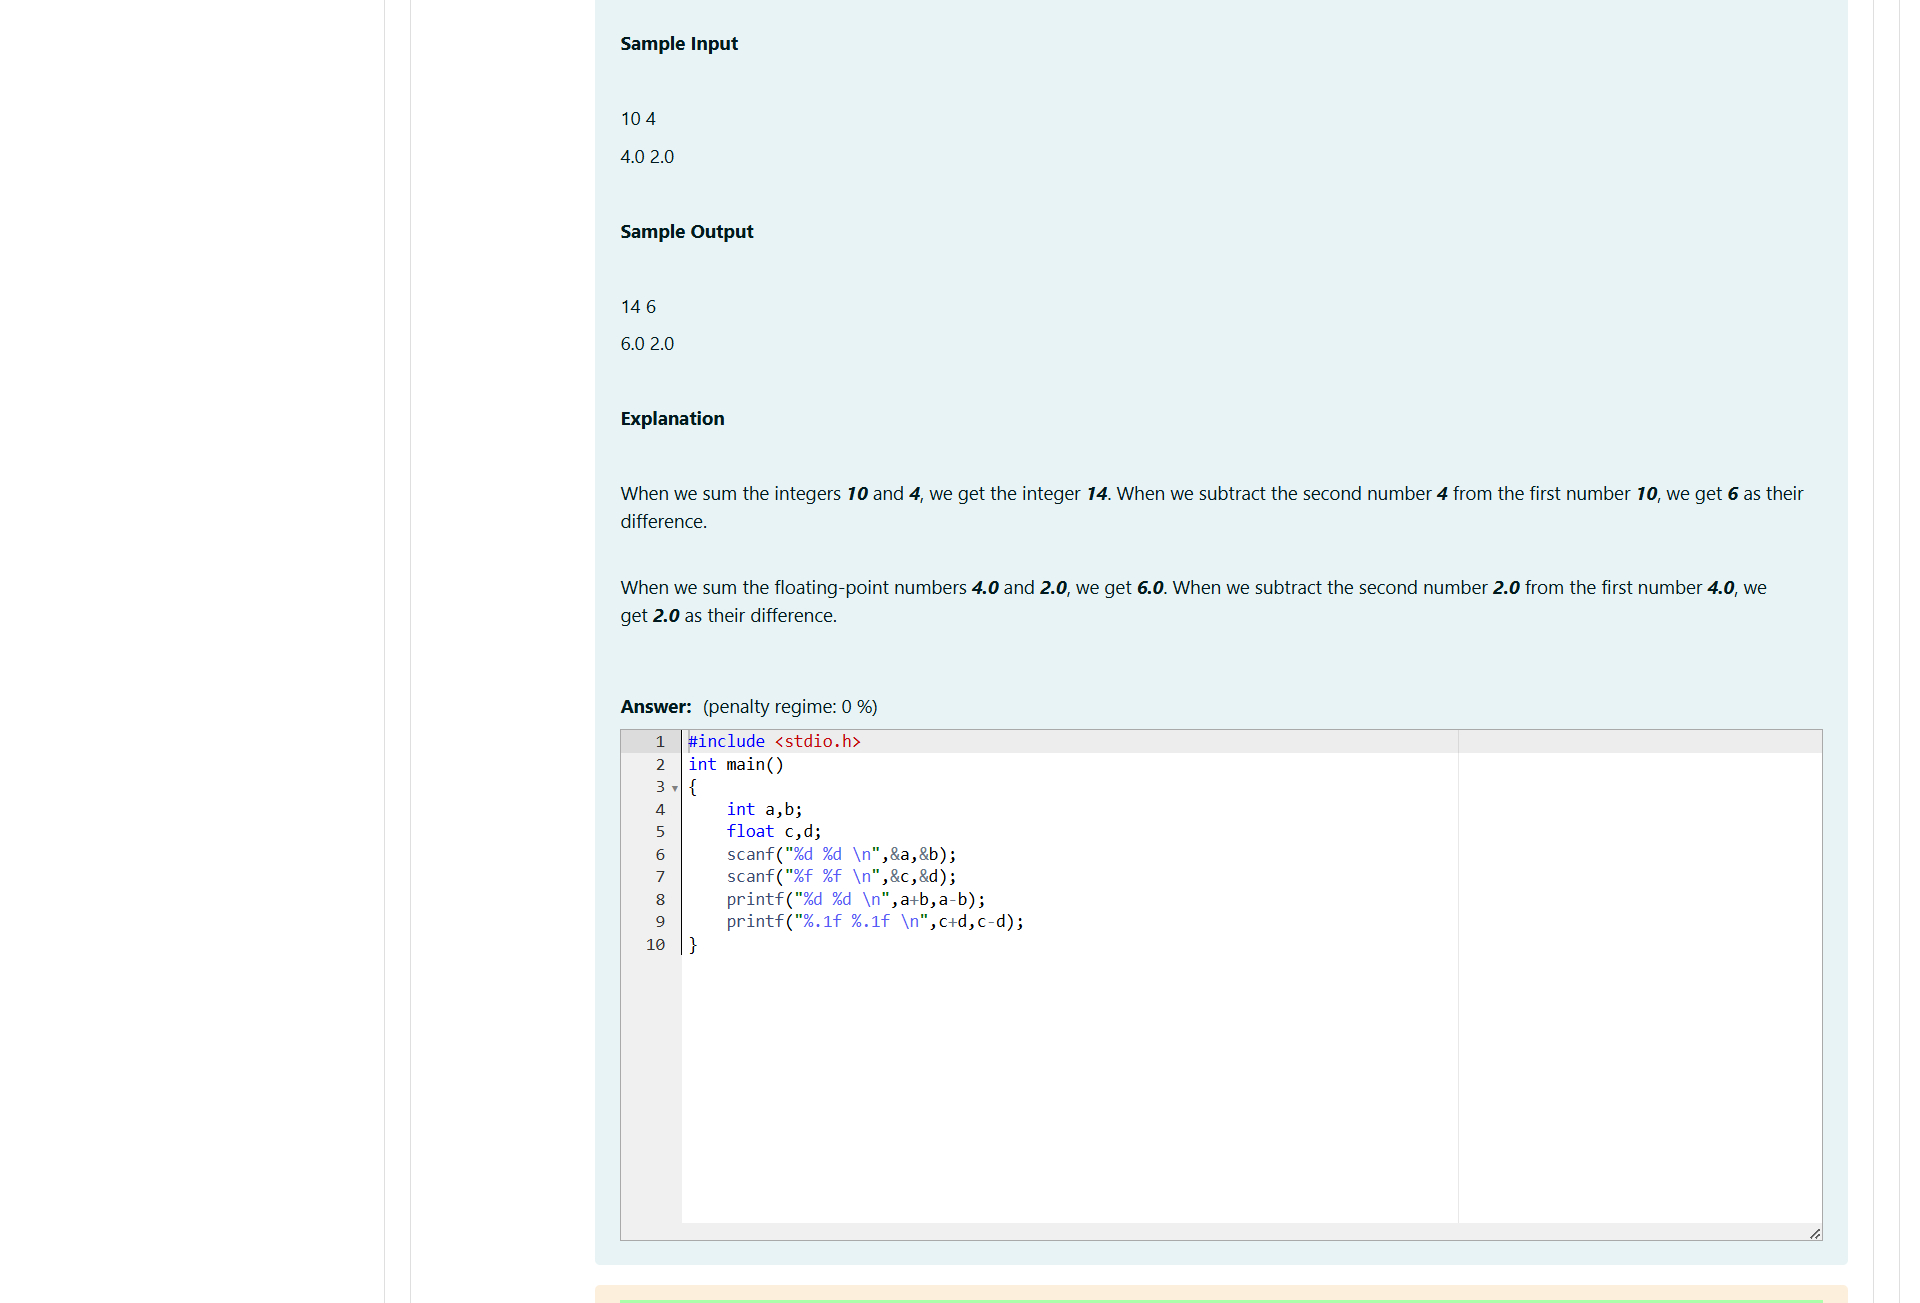 Sample Input
10 4
4.0 2.0
Sample Output
14 6
6.0 2.0
Explanation
When we sum the integers 10 and 4, we get the integer 14. When we subtract the second number 4 from the first number 10, we get 6 as their
difference.
When we sum the floating-point numbers 4.0 and 2.0, we get 6.0. When we subtract the second number 2.0 from the first number 4.0, we
get 2.0 as their difference.
Answer: (penalty regime: 0 %)
1 #include <stdio.h>
2 int main()
3 {
4     int a,b;
5     float c,d;
6     scanf("%d %d \n",&a,&b);
7     scanf("%f %f \n",&c,&d);
8     printf("%d %d \n",a+b,a-b);
9     printf("%.1f %.1f \n",c+d,c-d);
10 }